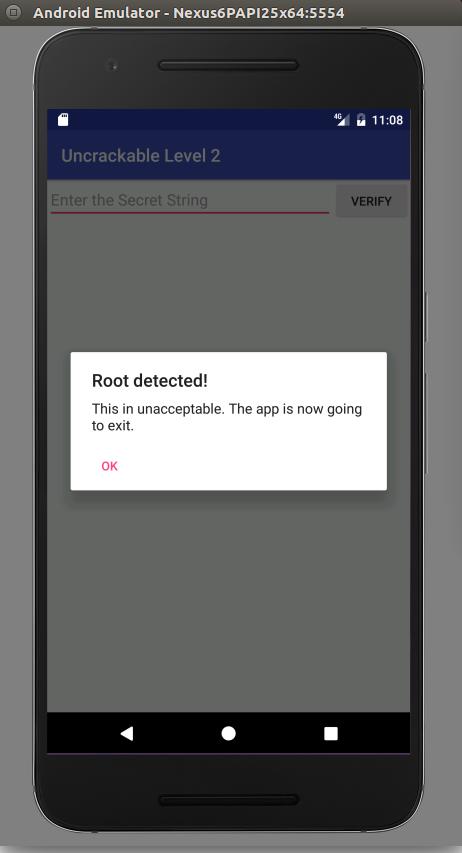 Android Emulator - Nexus6PAPI25x64:5554
4G 11:08
Uncrackable Level 2
Enter the Secret String VERIFY
Root detected!
This in unacceptable. The app is now going
to exit.
OK